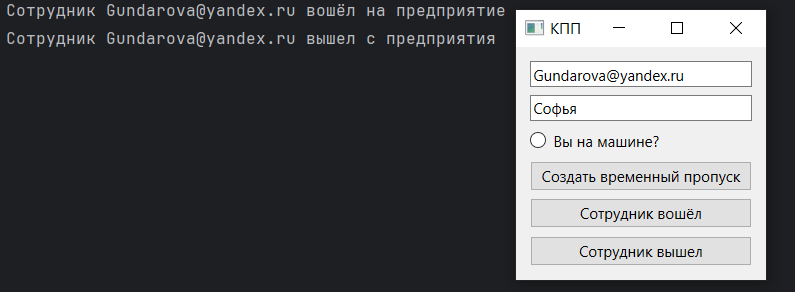 Сотрудник Gundarova@yandex.ru вошёл на предприятие
Сотрудник Gundarova@yandex.ru вышел с предприятия
КПП
Gundarova@yandex.ru
Софья
Вы на машине?
Создать временный пропуск
Сотрудник вошёл
Сотрудник вышел